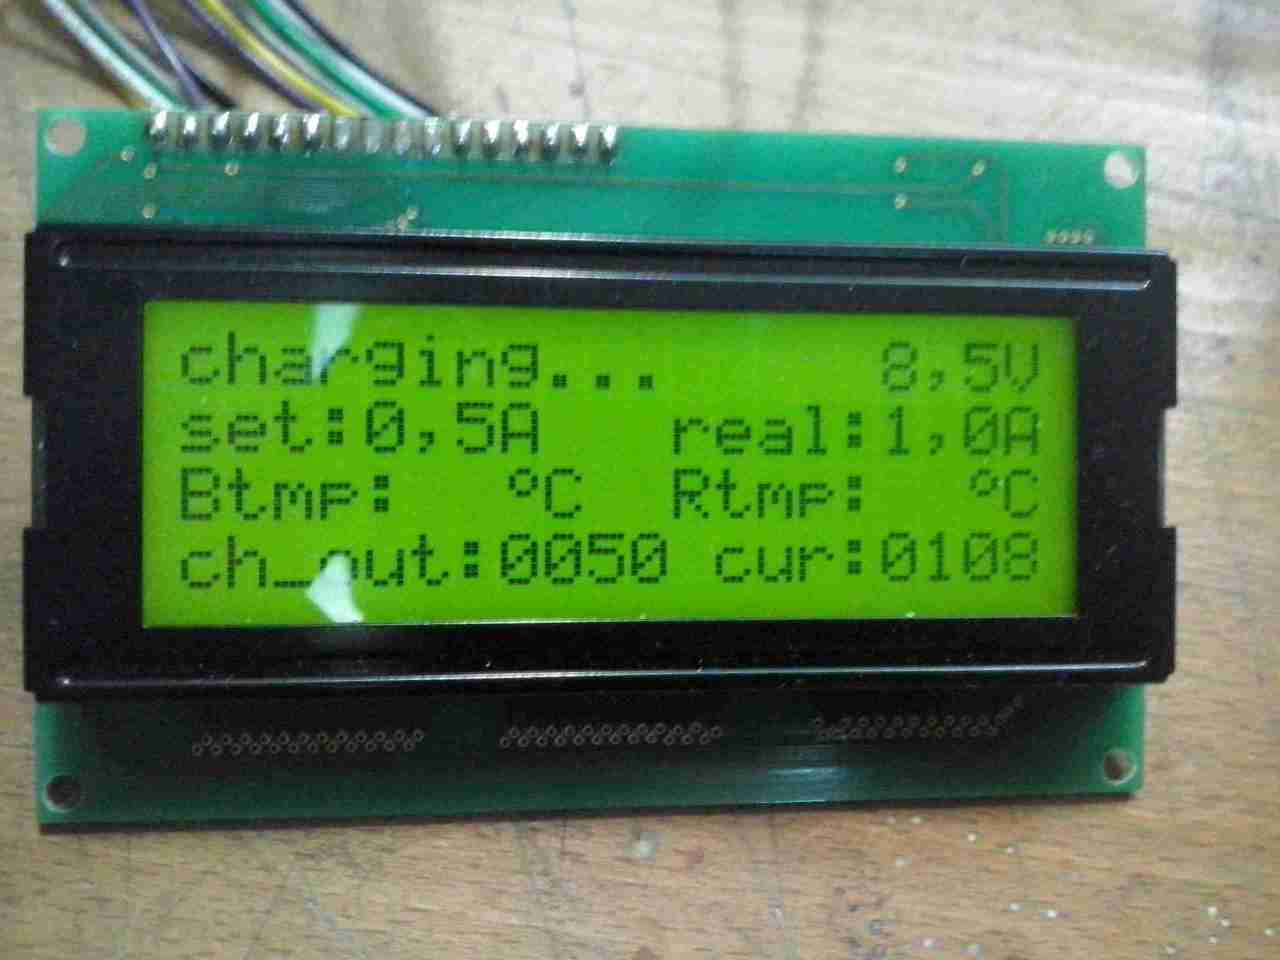 charging... 8,5V
set:0,5A real:1,0A
Btmp: °C Rtmp: °C
ch_out:0050 cur:0108